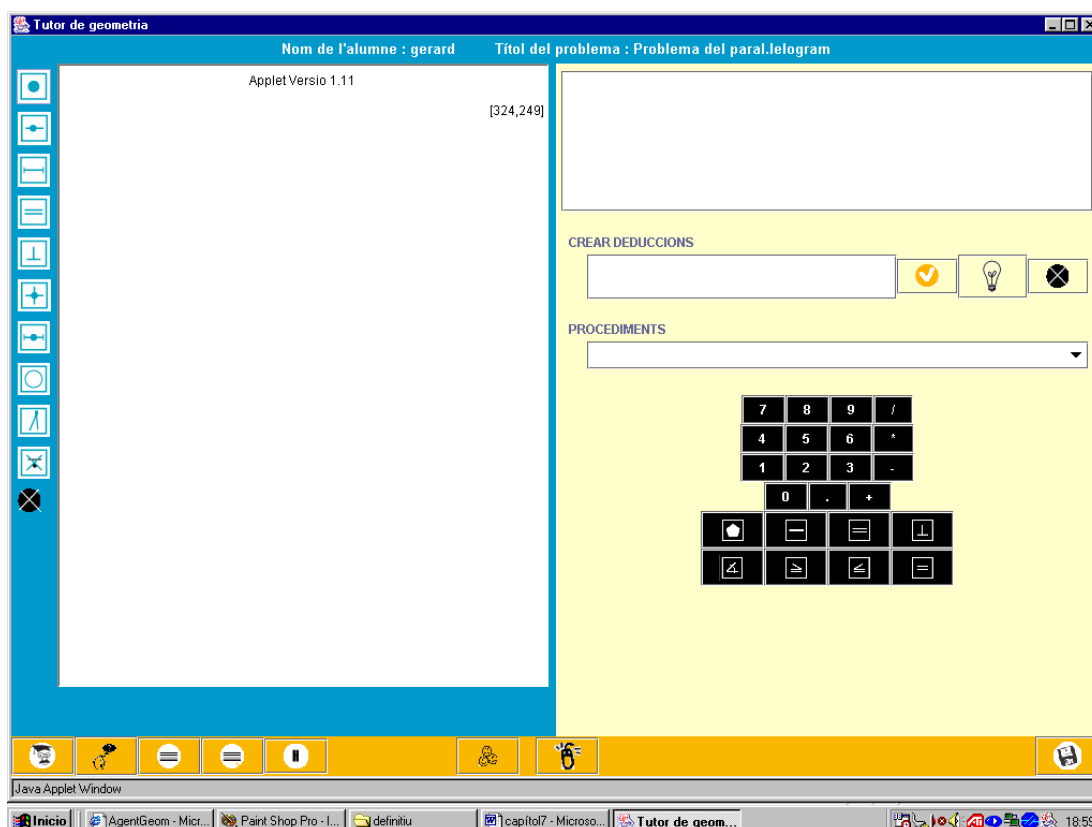 Tutor de geometria
Nom de l'alumne : gerard Títol del problema : Problema del paral.lelogram
Applet Versio 1.11
[324,249]
CREAR DEDUCCIONS
PROCEDIMENTS
7 8 9 /
4 5 6 *
1 2 3 -
0 . +
⊥
≥ ≤ =
Java Applet Window
Inicio AgentGeom - Micr... Paint Shop Pro - I... definitiu capítol7 - Microso... Tutor de geom... 18:59